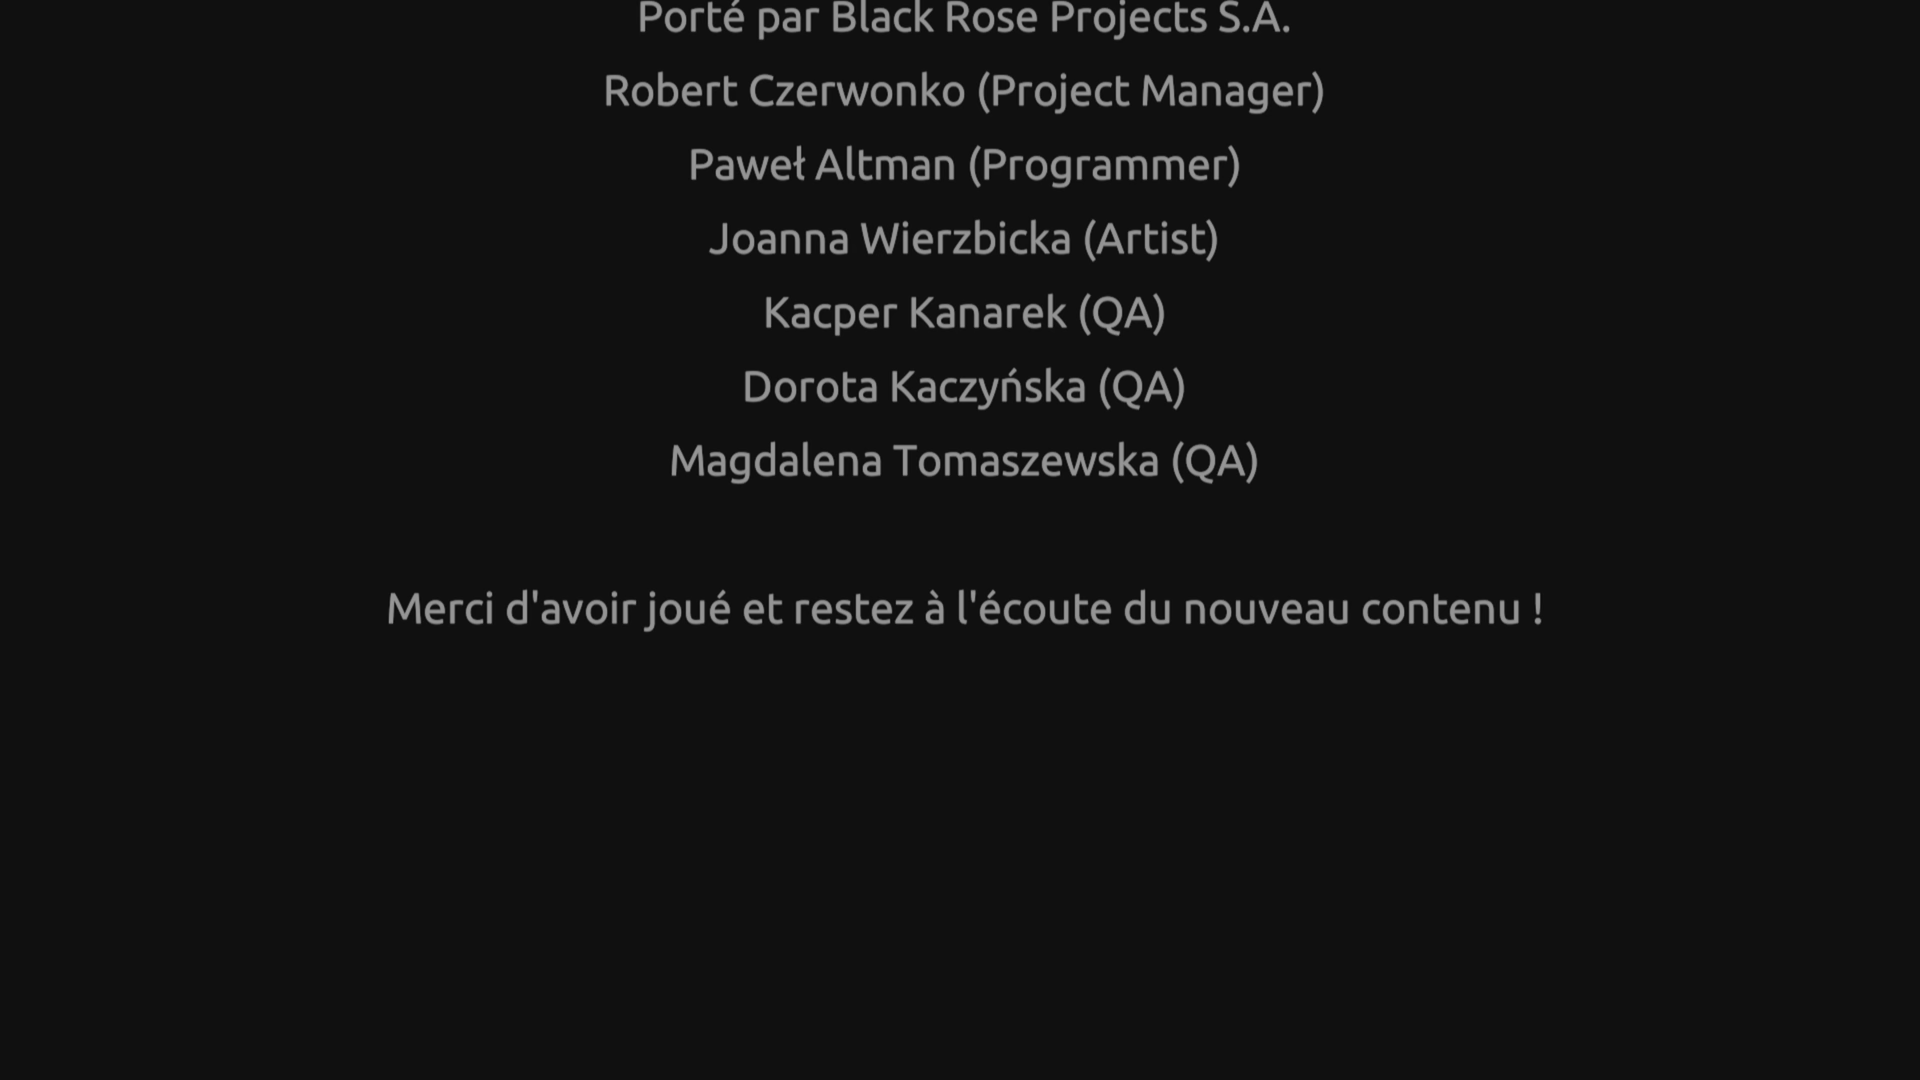 Porté par Black Rose Projects S.A.
Robert Czerwonko (Project Manager)
Paweł Altman (Programmer)
Joanna Wierzbicka (Artist)
Kacper Kanarek (QA)
Dorota Kaczyńska (QA)
Magdalena Tomaszewska (QA)
Merci d'avoir joué et restez à l'écoute du nouveau contenu !